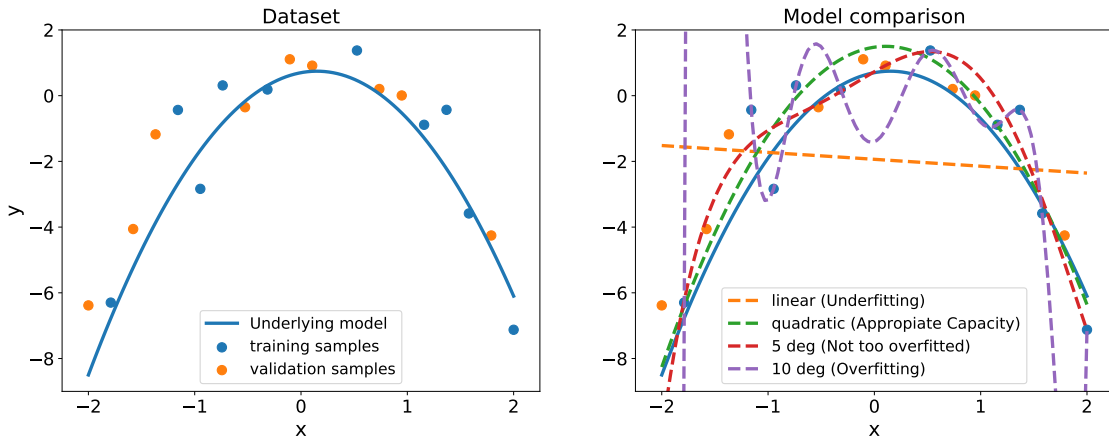 Dataset
2
0
−2
−4
−6
−8
y
Underlying model
training samples
validation samples
−2
−1
0
1
2
x
Model comparison
2
0
−2
−4
−6
−8
linear (Underfitting)
quadratic (Appropiate Capacity)
5 deg (Not too overfitted)
10 deg (Overfitting)
−2
−1
0
1
2
x